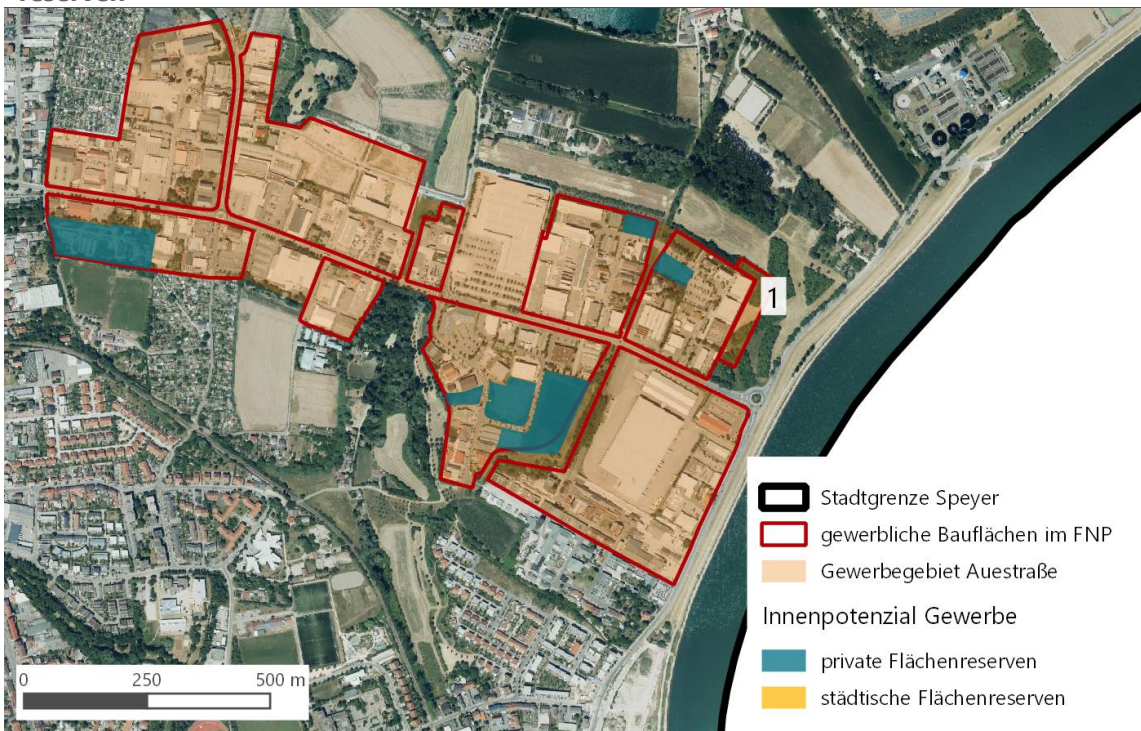 1
Stadtgrenze Speyer
gewerbliche Bauflächen im FNP
Gewerbegebiet Auestraße
Innenpotenzial Gewerbe
private Flächenreserven
städtische Flächenreserven
0 250 500 m